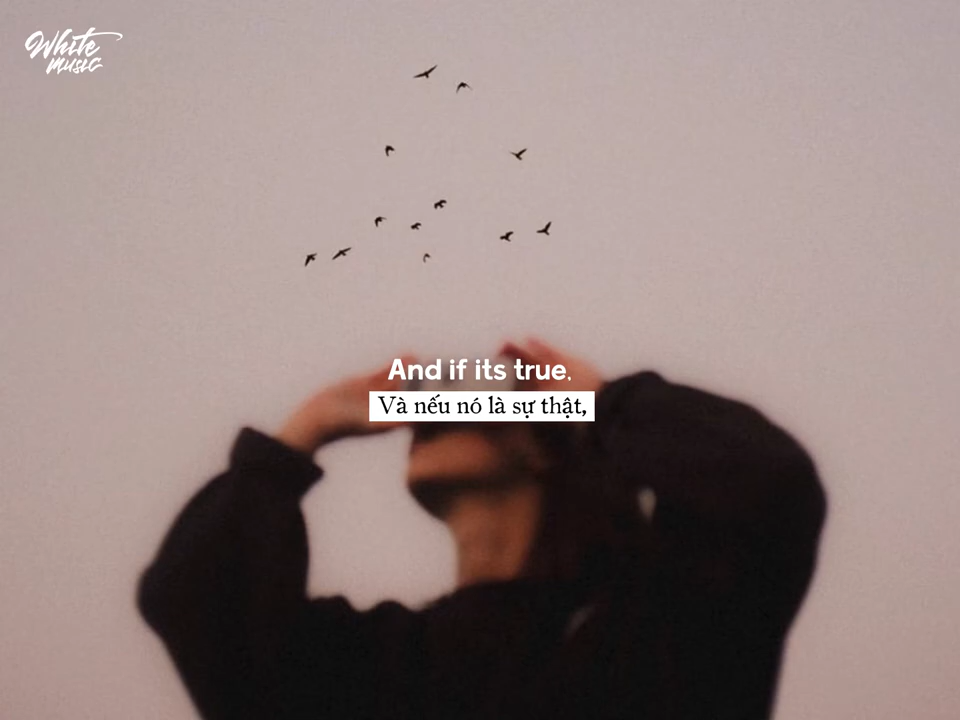 White
MUSIC
And if its true,
Và nếu nó là sự thật,